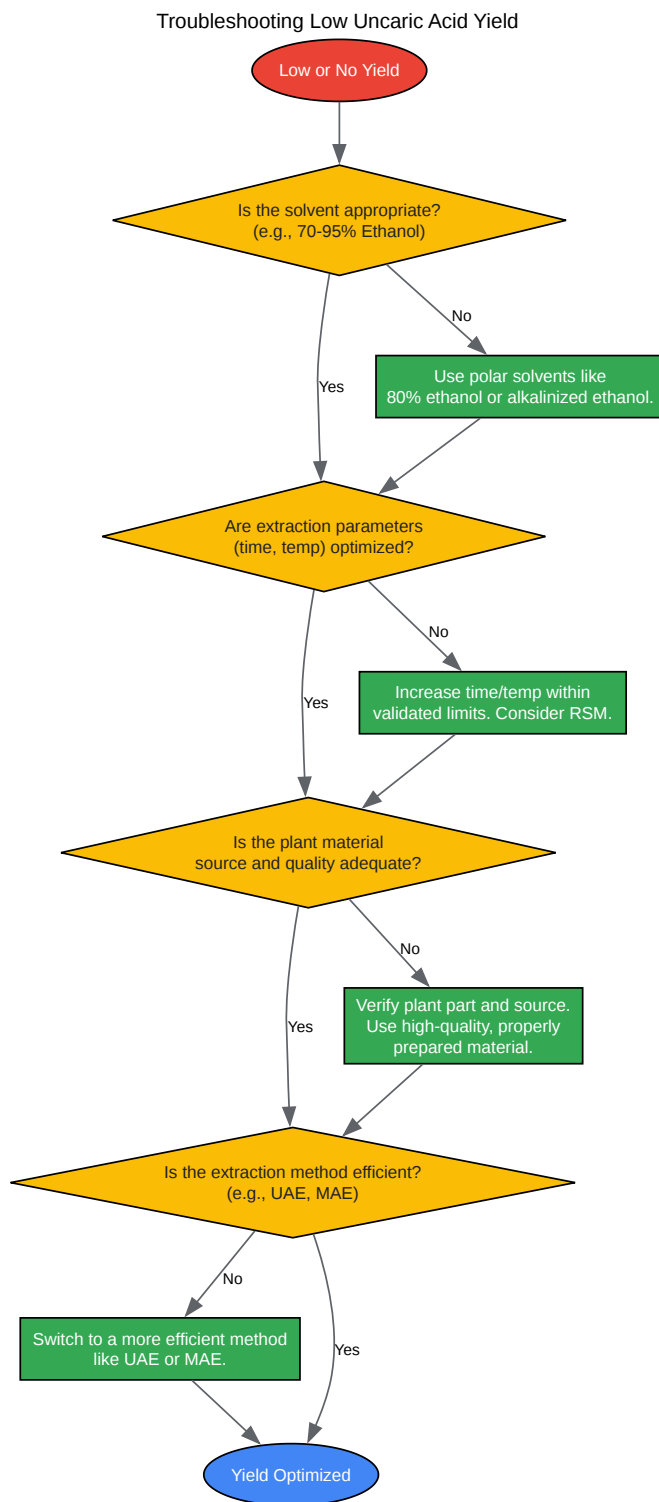 Troubleshooting Low Uncaric Acid Yield
Low or No Yield
Is the solvent appropriate?
(e.g., 70-95% Ethanol)
No
Yes
Use polar solvents like
80% ethanol or alkalinized ethanol.
Are extraction parameters
(time, temp) optimized?
No
Yes
Increase time/temp within
validated limits. Consider RSM.
Is the plant material
source and quality adequate?
No
Yes
Verify plant part and source.
Use high-quality, properly
prepared material.
Is the extraction method efficient?
(e.g., UAE, MAE)
No
Yes
Switch to a more efficient method
like UAE or MAE.
Yield Optimized